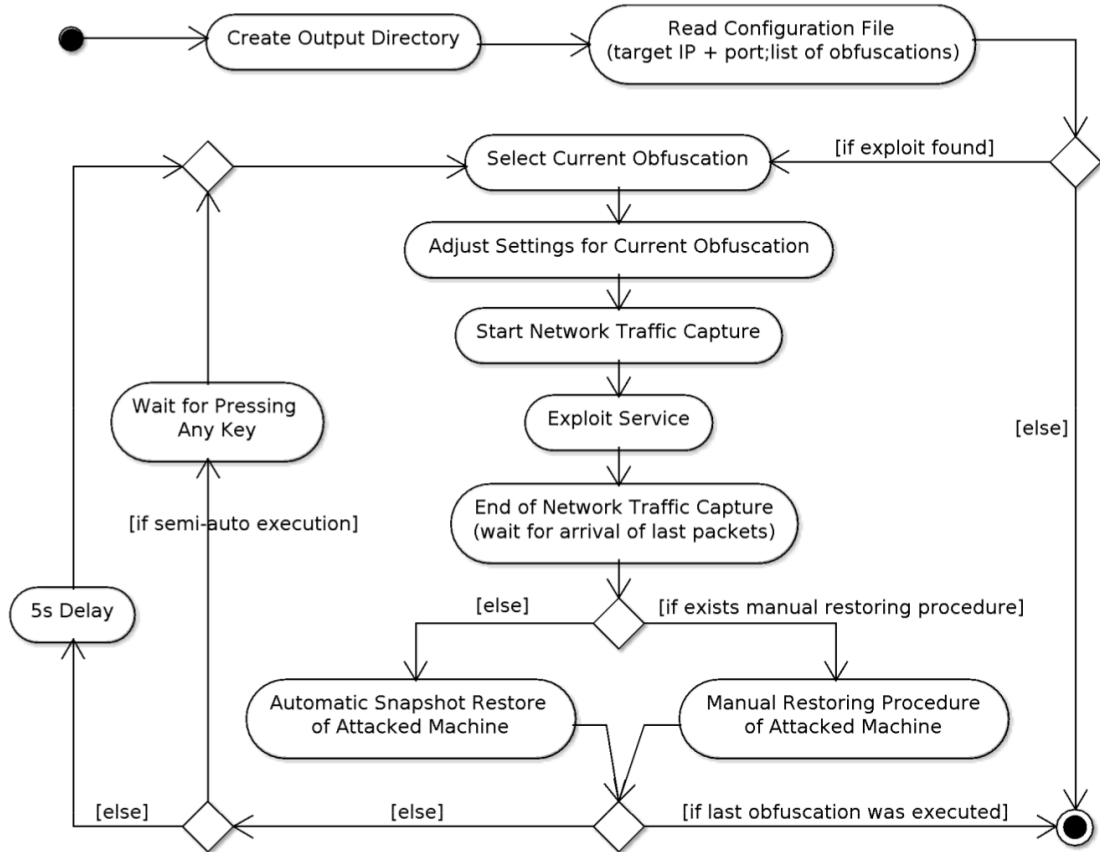 Create Output Directory
Read Configuration File
(target IP + port;list of obfuscations)
Select Current Obfuscation
[if exploit found]
Adjust Settings for Current Obfuscation
Start Network Traffic Capture
Wait for Pressing
Any Key
Exploit Service
[else]
End of Network Traffic Capture
(wait for arrival of last packets)
[if semi-auto execution]
5s Delay
[else]
[if exists manual restoring procedure]
Automatic Snapshot Restore
of Attacked Machine
Manual Restoring Procedure
of Attacked Machine
[else]
[else]
[if last obfuscation was executed]